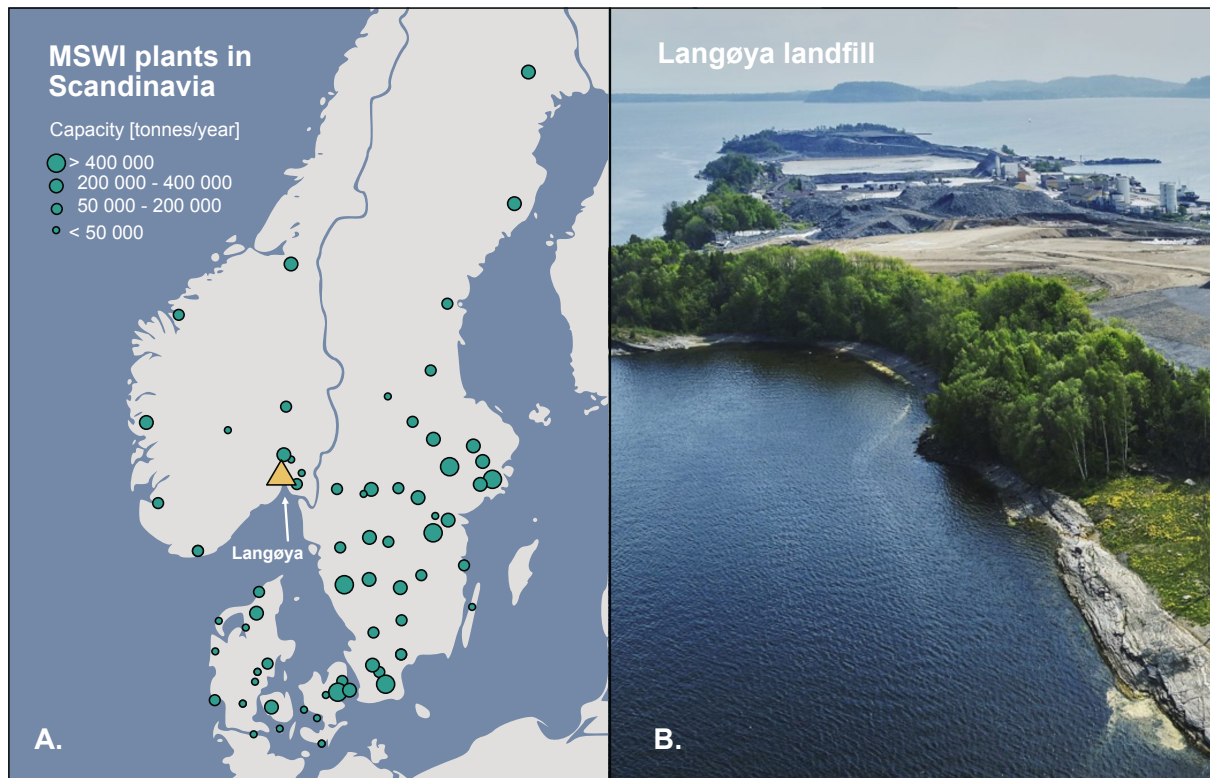 MSWI plants in
Scandinavia
Capacity [tonnes/year]
> 400 000
200 000 - 400 000
50 000 - 200 000
< 50 000
Langøya
A.
Langøya landfill
B.